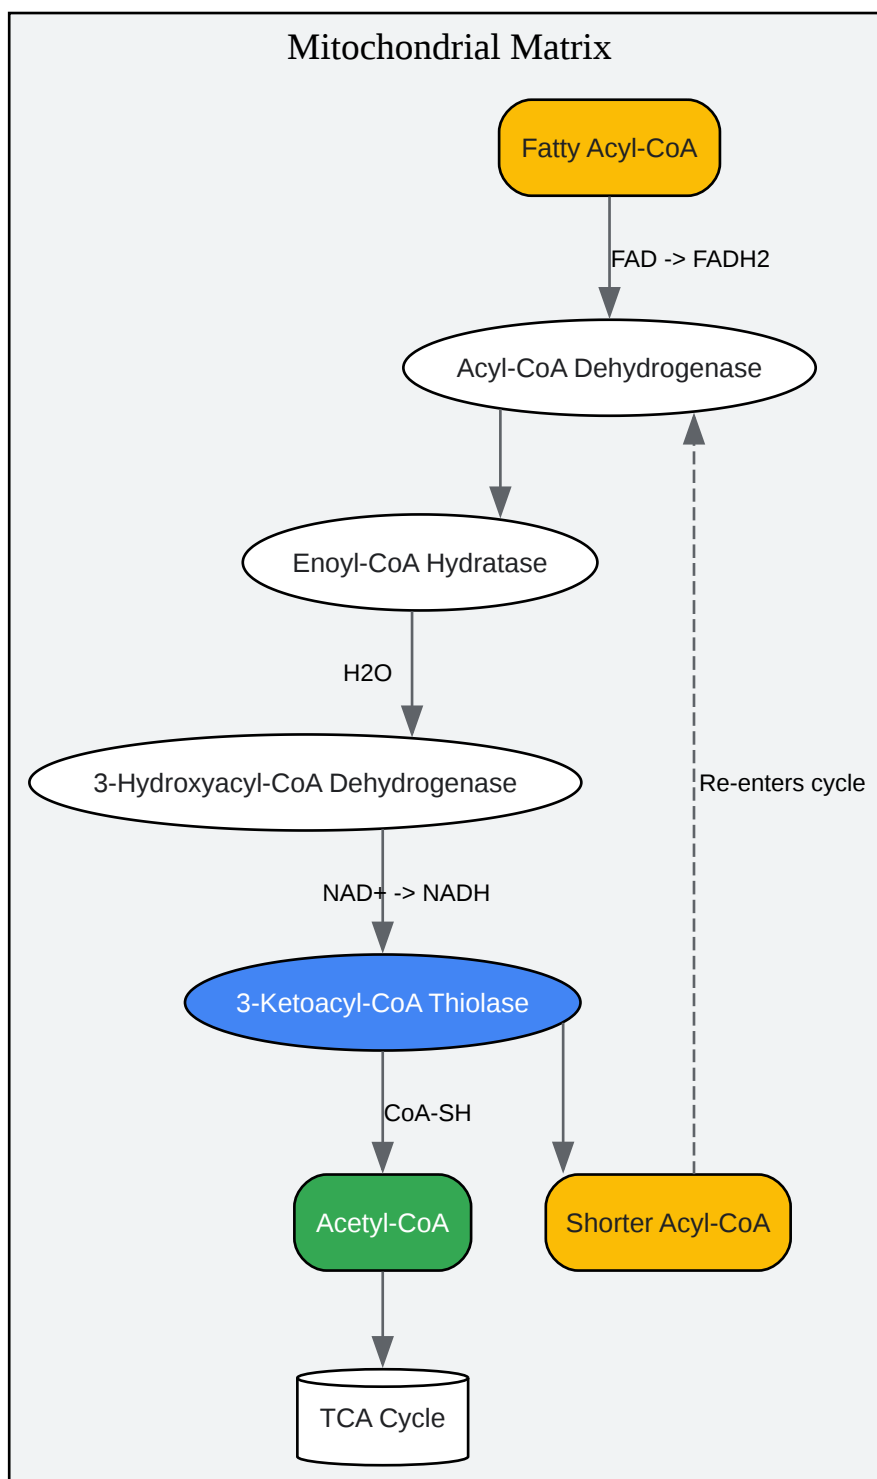 Mitochondrial Matrix
Fatty Acyl-CoA
FAD -> FADH2
Acyl-CoA Dehydrogenase
Enoyl-CoA Hydratase
H2O
3-Hydroxyacyl-CoA Dehydrogenase
Re-enters cycle
NAD+ -> NADH
3-Ketoacyl-CoA Thiolase
CoA-SH
Acetyl-CoA
Shorter Acyl-CoA
TCA Cycle